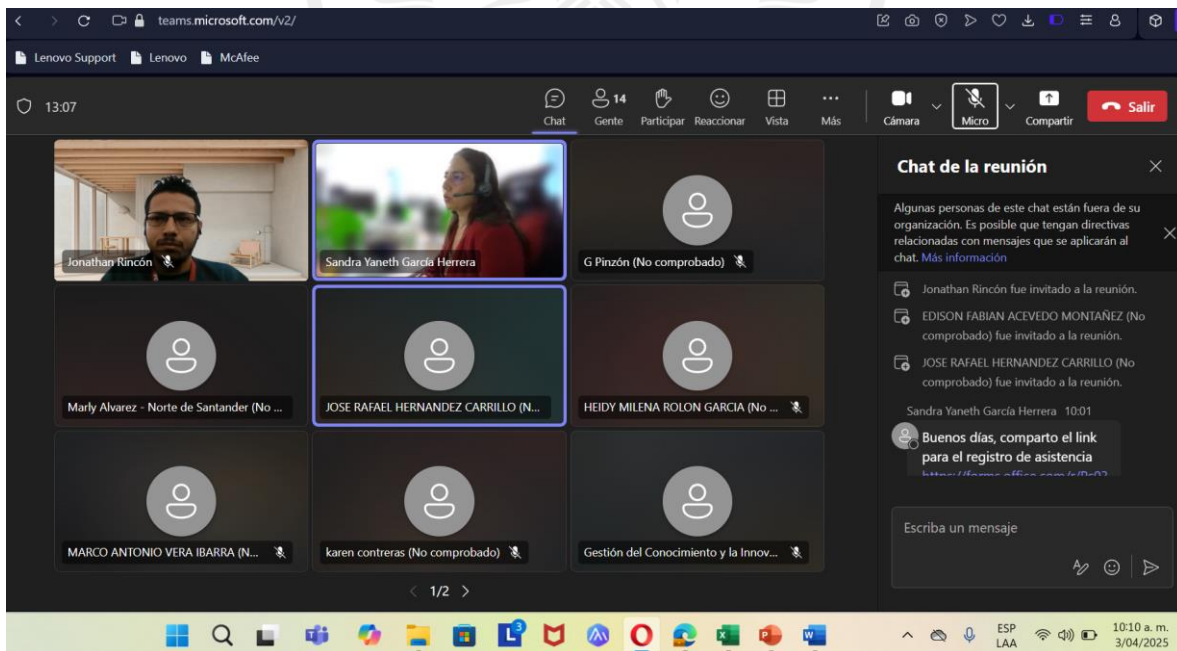 teams.microsoft.com/v2/
Lenovo Support Lenovo McAfee
13:07
Chat
14
Gente
Participar
Reaccionar
Vista
Más
Cámara
Micro
Compartir
Salir
Jonathan Rincón
Sandra Yaneth García Herrera
G Pinzón (No comprobado)
Marly Alvarez - Norte de Santander (No ...
JOSE RAFAEL HERNANDEZ CARRILLO (N...
HEIDY MILENA ROLON GARCIA (No ...
MARCO ANTONIO VERA IBARRA (N...
karen contreras (No comprobado)
Gestión del Conocimiento y la Innov...
1/2
Chat de la reunión
Algunas personas de este chat están fuera de su
organización. Es posible que tengan directivas
relacionadas con mensajes que se aplicarán al
chat. Más información
Jonathan Rincón fue invitado a la reunión.
EDISON FABIAN ACEVEDO MONTAÑEZ (No
comprobado) fue invitado a la reunión.
JOSE RAFAEL HERNANDEZ CARRILLO (No
comprobado) fue invitado a la reunión.
Sandra Yaneth García Herrera 10:01
Buenos días, comparto el link
para el registro de asistencia
Escriba un mensaje
ESP
LAA
10:10 a. m.
3/04/2025